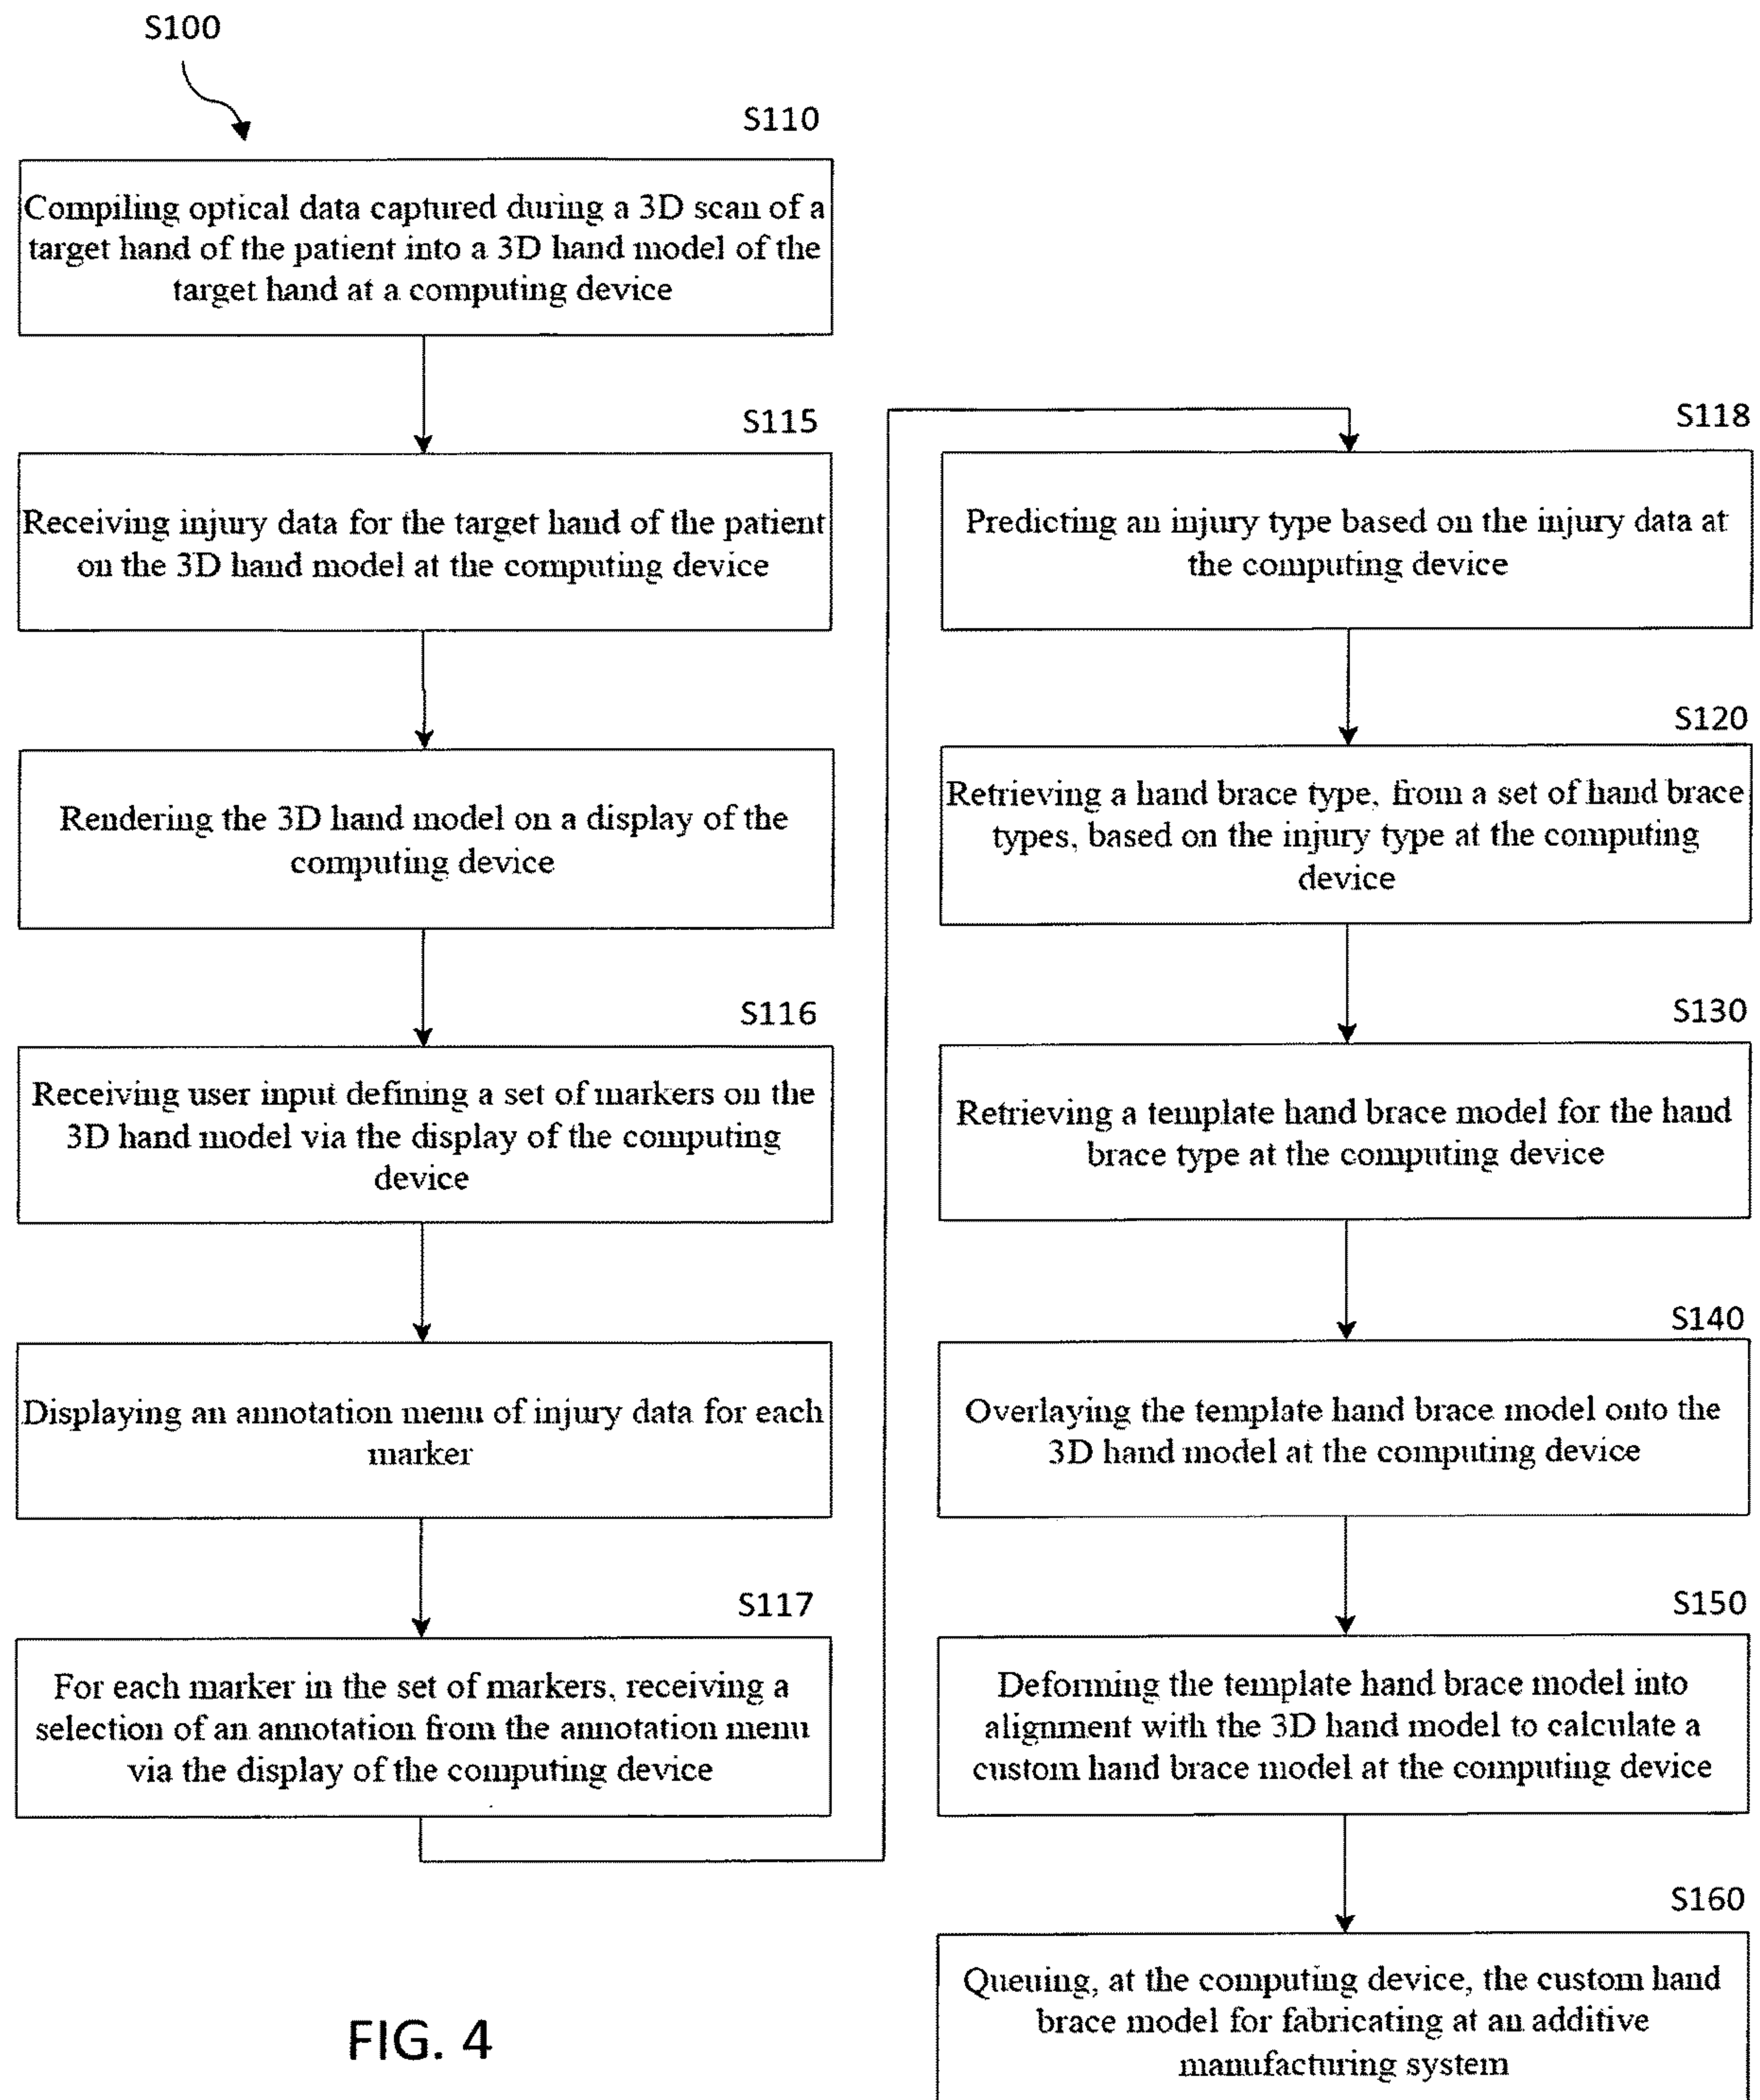 S100
S110
Compiling optical data captured during a 3D scan of a
target hand of the patient into a 3D hand model of the
target hand at a computing device
S115
Receiving injury data for the target hand of the patient
on the 3D hand model at the computing device
Rendering the 3D hand model on a display of the
computing device
S116
Receiving user input defining a set of markers on the
3D hand model via the display of the computing
device
Displaying an annotation menu of injury data for each
marker
S117
For each marker in the set of markers, receiving a
selection of an annotation from the annotation menu
via the display of the computing device
S118
Predicting an injury type based on the injury data at
the computing device
S120
Retrieving a hand brace type, from a set of hand brace
types, based on the injury type at the computing
device
S130
Retrieving a template hand brace model for the hand
brace type at the computing device
S140
Overlaying the template hand brace model onto the
3D hand model at the computing device
S150
Deforming the template hand brace model into
alignment with the 3D hand model to calculate a
custom hand brace model at the computing device
S160
Queuing, at the computing device, the custom hand
brace model for fabricating at an additive
manufacturing system
FIG. 4